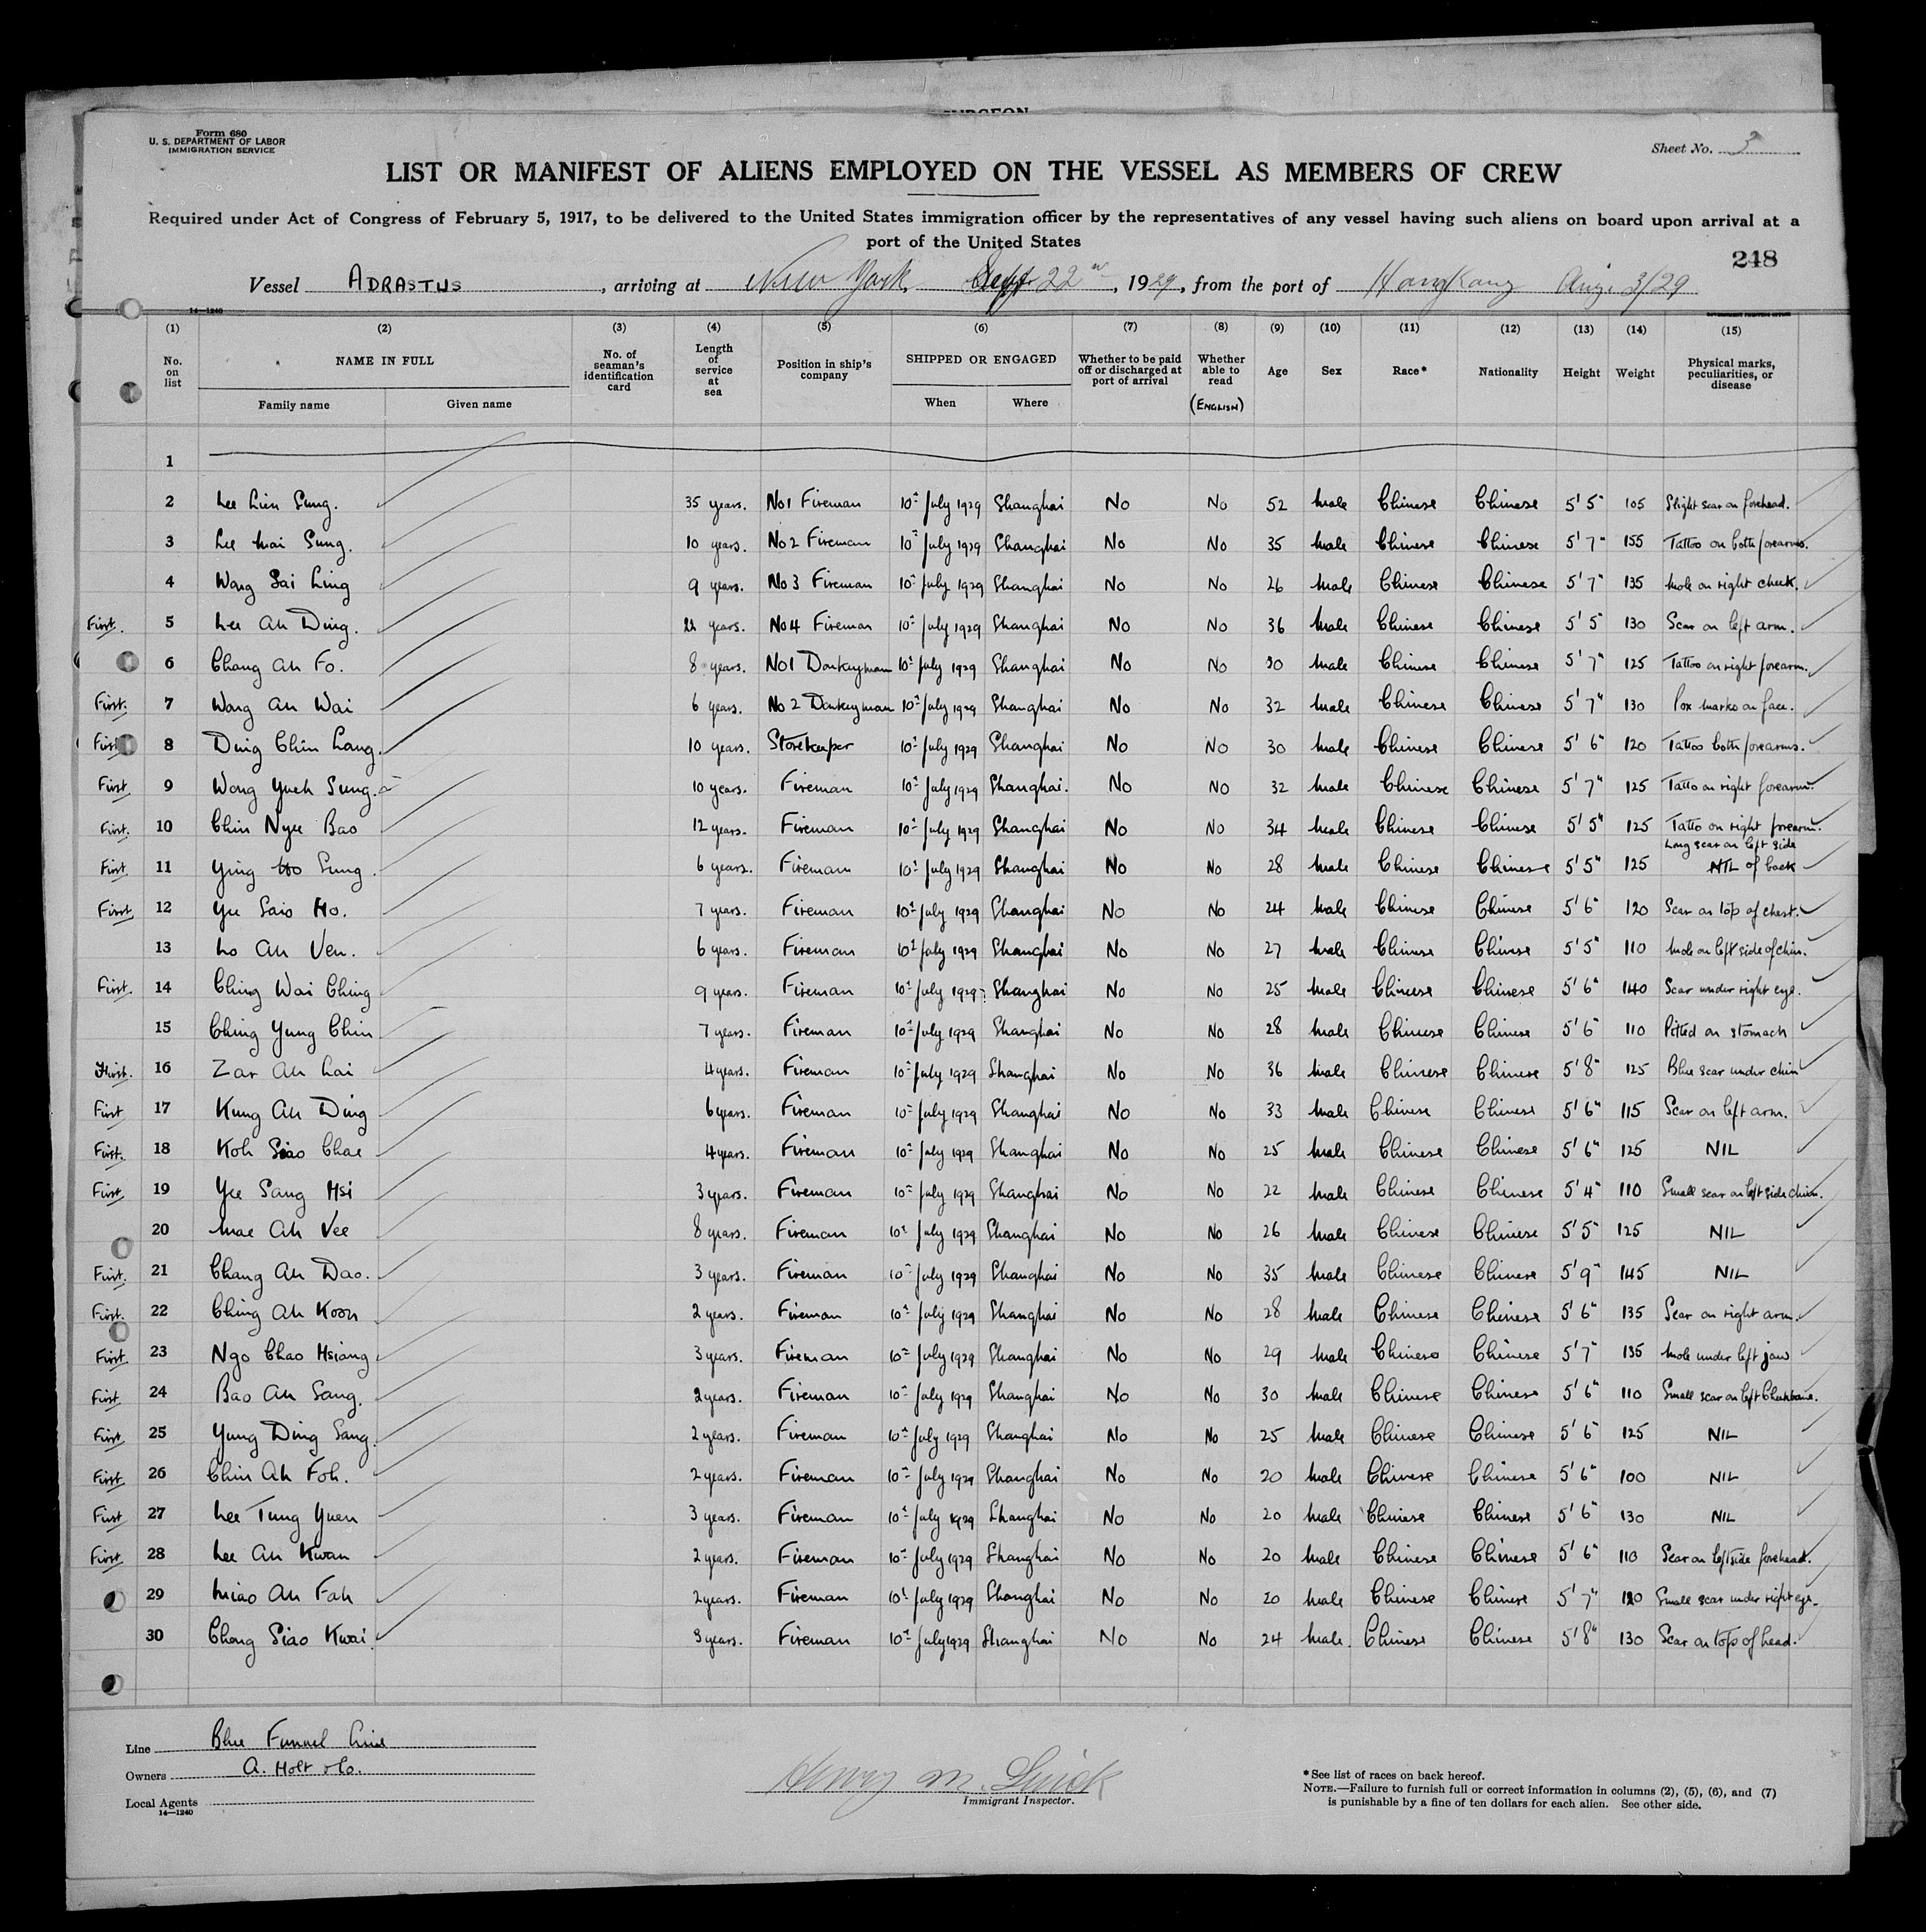 Form 680
U. S. DEPARTMENT OF LABOR
IMMIGRATION SERVICE
Sheet No. 3
LIST OR MANIFEST OF ALIENS EMPLOYED ON THE VESSEL AS MEMBERS OF CREW
Required under Act of Congress of February 5, 1917, to be delivered to the United States immigration officer by the representatives of any vessel having such aliens on board upon arrival at a
port of the United States
248
Vessel ADRASTUS, arriving at New York Sept 22, 1929, from the port of Hongkong Aug. 3/29
14—1240
(1) (2) (3) (4) (5) (6) (7) (8) (9) (10) (11) (12) (13) (14) (15)
No. on list NAME IN FULL Family name Given name No. of seaman's identification card Length of service at sea Position in ship's company SHIPPED OR ENGAGED When Where Whether to be paid off or discharged at port of arrival Whether able to read (ENGLISH) Age Sex Race* Nationality Height Weight Physical marks, peculiarities, or disease
1
2 Lee Lien Sung. 35 years. No1 Fireman 10th July 1929 Shanghai No No 52 Male Chinese Chinese 5' 5" 105 Slight scar on forehead.
3 Lee Mai Sung. 10 years. No 2 Fireman 10th July 1929 Shanghai No No 35 Male Chinese Chinese 5' 7" 155 Tattoo on both forearms.
4 Wong Sai Ling 9 years. No 3 Fireman 10th July 1929 Shanghai No No 26 Male Chinese Chinese 5' 7" 135 Mole on right cheek.
First. 5 Lee Ah Ding. years. No 4 Fireman 10th July 1929 Shanghai No No 36 Male Chinese Chinese 5' 5" 130 Scar on left arm.
6 Chang Ah Fo. 8 years. No1 Donkeyman 10th July 1929 Shanghai No No 30 Male Chinese Chinese 5' 7" 125 Tattoo on right forearm.
First. 7 Wong Ah Wai 6 years. No 2 Donkeyman 10th July 1929 Shanghai No No 32 Male Chinese Chinese 5' 7" 130 Pox marks on face.
First 8 Ding Chin Lang. 10 years. Storekeeper 10th July 1929 Shanghai No No 30 Male Chinese Chinese 5' 6" 120 Tattoo both forearms.
First 9 Wong Yueh Sung. 10 years. Fireman 10th July 1929 Shanghai. No No 32 Male Chinese Chinese 5' 7" 125 Tatto on right forearm.
First. 10 Chin Nyee Bao 12 years. Fireman 10th July 1929 Shanghai No No 34 Male Chinese Chinese 5' 5" 125 Tatto on right forearm.
First. 11 Ying Ho Sung. 6 years. Fireman 10th July 1929 Shanghai No No 28 Male Chinese Chinese 5' 5" 125 Long scar on left side NIL of back
First 12 Yee Saio Ho. 7 years. Fireman 10th July 1929 Shanghai No No 24 Male Chinese Chinese 5' 6" 120 Scar on top of chest.
13 Lo Ah Ven. 6 years. Fireman 10th July 1929 Shanghai No No 27 Male Chinese Chinese 5' 5" 110 Mole on left side of chin.
First. 14 Ching Wai Ching 9 years. Fireman 10th July 1929 Shanghai No No 25 Male Chinese Chinese 5' 6" 140 Scar under right eye.
15 Ching Yung Chin 7 years. Fireman 10th July 1929 Shanghai No No 28 Male Chinese Chinese 5' 6" 110 Pitted on stomach
First. 16 Zar Ah Lai 4 years. Fireman 10th July 1929 Shanghai No No 36 Male Chinese Chinese 5' 8" 125 Blue scar under chin
First 17 Kung Ah Ding 6 years. Fireman 10th July 1929 Shanghai No No 33 Male Chinese Chinese 5' 6" 115 Scar on left arm.
First. 18 Koh Siao Chae 4 years. Fireman 10th July 1929 Shanghai No No 25 Male Chinese Chinese 5' 6" 125 NIL
First 19 Yee Sang Hsi 3 years. Fireman 10th July 1929 Shanghai No No 22 Male Chinese Chinese 5' 4" 110 Small scar on left side chin.
20 Mae Ah Vee 8 years. Fireman 10th July 1929 Shanghai No No 26 Male Chinese Chinese 5' 5" 125 NIL
First. 21 Chang Ah Dao. 3 years. Fireman 10th July 1929 Shanghai No No 35 Male Chinese Chinese 5' 9" 145 NIL
First. 22 Ching Ah Koon 2 years. Fireman 10th July 1929 Shanghai No No 28 Male Chinese Chinese 5' 6" 135 Scar on right arm.
First. 23 Ngo Chao Hsiang 3 years. Fireman 10th July 1929 Shanghai No No 29 Male Chinese Chinese 5' 7" 135 Mole under left jaw
First 24 Bao Ah Sang. 2 years. Fireman 10th July 1929 Shanghai No No 30 Male Chinese Chinese 5' 6" 110 Small scar on left Cheekbone.
First 25 Yung Ding Sang. 2 years. Fireman 10th July 1929 Shanghai No No 25 Male Chinese Chinese 5' 6" 125 NIL
First 26 Chin Ah Foh. 2 years. Fireman 10th July 1929 Shanghai No No 20 Male Chinese Chinese 5' 6" 100 NIL
First 27 Lee Tung Yuen 3 years. Fireman 10th July 1929 Shanghai No No 20 Male Chinese Chinese 5' 6" 130 NIL
First 28 Lee Ah Kwan 2 years. Fireman 10th July 1929 Shanghai No No 20 Male Chinese Chinese 5' 6" 110 Scar on left side forehead.
29 Miao Ah Fah 2 years. Fireman 10th July 1929 Shanghai No No 20 Male Chinese Chinese 5' 7" 120 Small scar under right eye.
30 Chong Siao Kwai. 3 years. Fireman 10th July 1929 Shanghai No No 24 Male. Chinese Chinese 5' 8" 130 Scar on top of head.
Line Blue Funnel Line
Owners A. Holt & Co.
Local Agents
14—1240
Henry M.
Immigrant Inspector.
*See list of races on back hereof.
NOTE.—Failure to furnish full or correct information in columns (2), (5), (6), and (7)
is punishable by a fine of ten dollars for each alien. See other side.